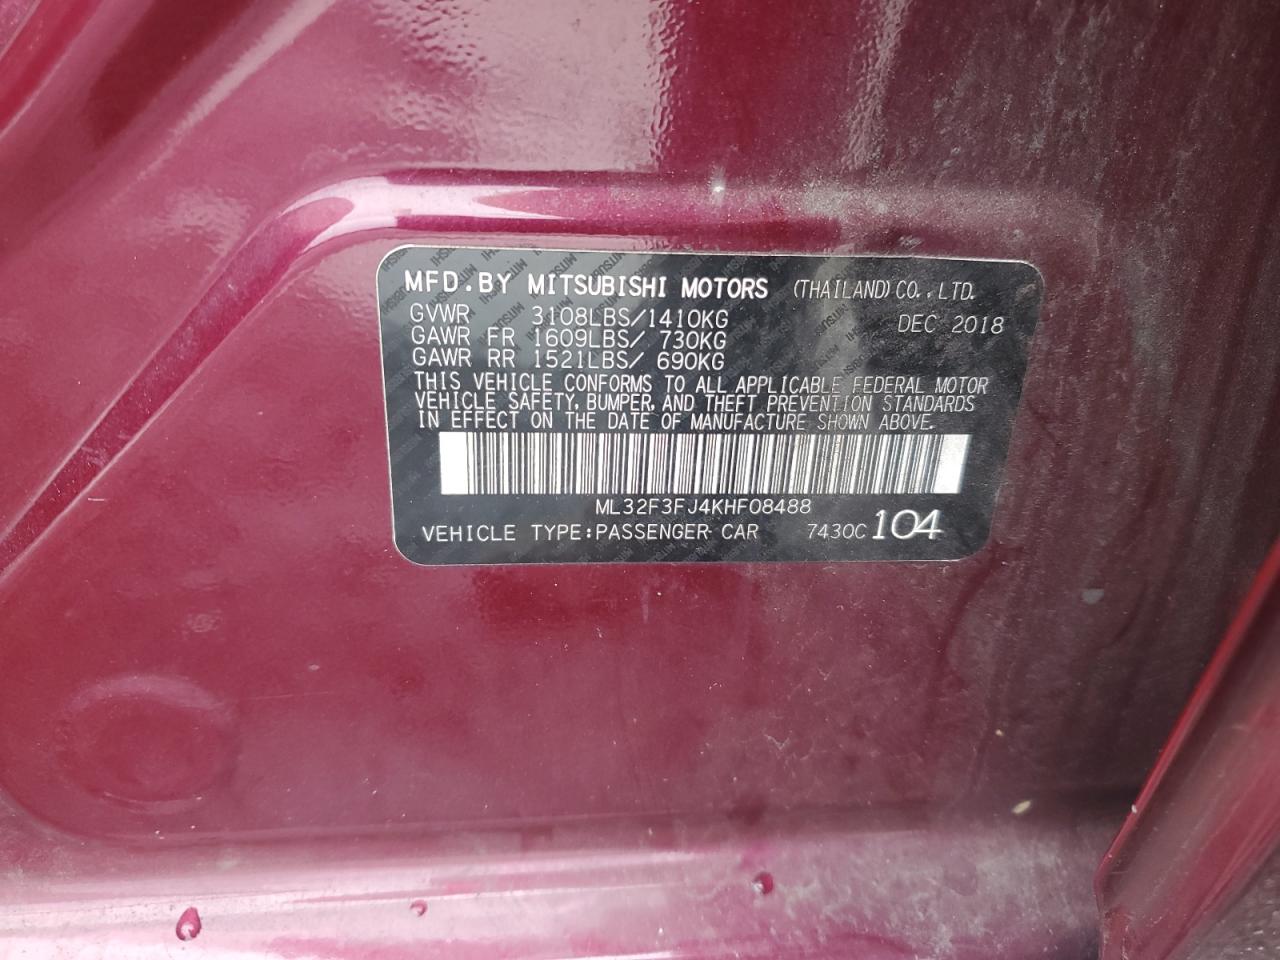 MFD.BY MITSUBISHI MOTORS (THAILAND) CO.,LTD.
GVWR 3108LBS/1410KG DEC 2018
GAWR FR 1609LBS/ 730KG
GAWR RR 1521LBS/ 690KG
THIS VEHICLE CONFORMS TO ALL APPLICABLE FEDERAL MOTOR
VEHICLE SAFETY, BUMPER, AND THEFT PREVENTION STANDARDS
IN EFFECT ON THE DATE OF MANUFACTURE SHOWN ABOVE.
ML32F3FJ4KHF08488
VEHICLE TYPE:PASSENGER CAR 7430C 104